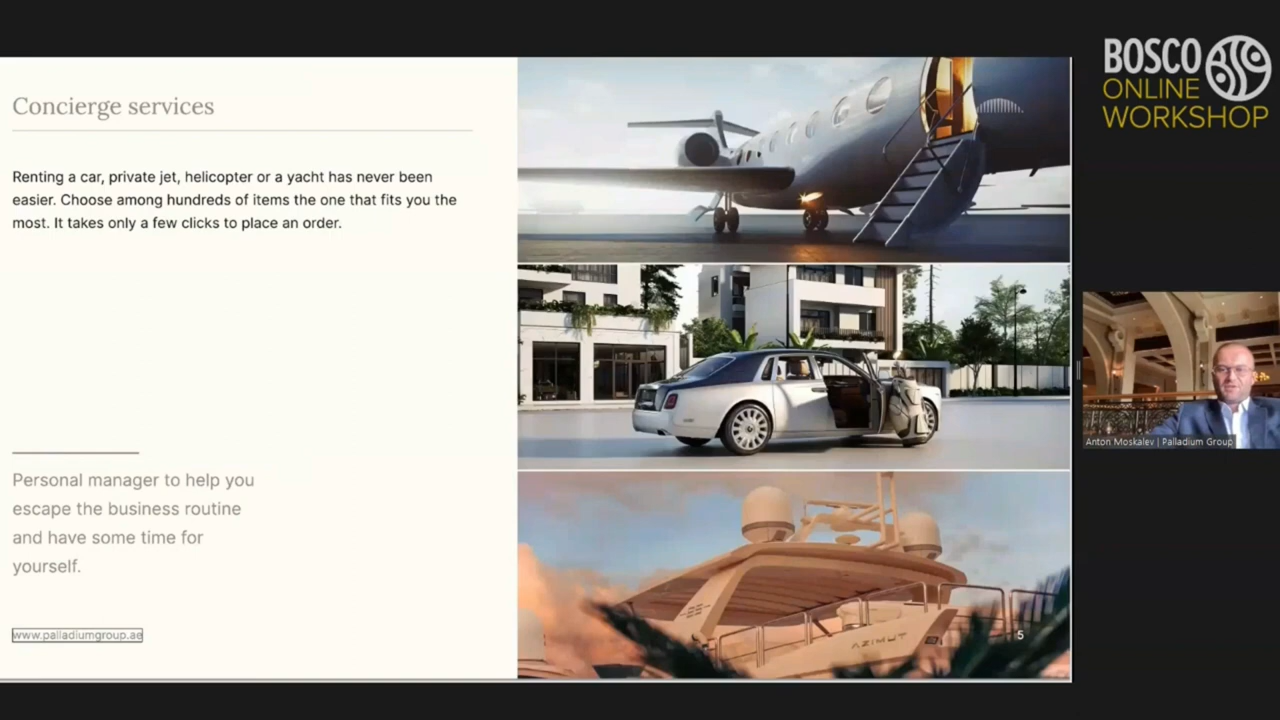 Concierge services
Renting a car, private jet, helicopter or a yacht has never been
easier. Choose among hundreds of items the one that fits you the
most. It takes only a few clicks to place an order.
Personal manager to help you
escape the business routine
and have some time for
yourself.
www.palladiumgroup.ae
AZIMUT
5
BOSCO
ONLINE
WORKSHOP
Anton Moskalev | Palladium Group